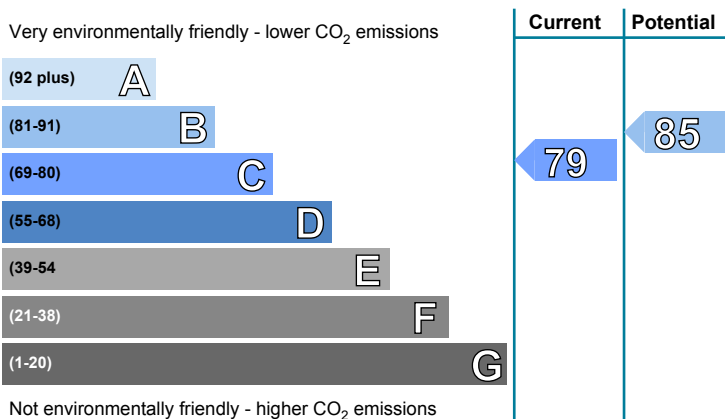 Current Potential
Very environmentally friendly - lower CO2 emissions
(92 plus) A
(81-91) B
85
(69-80) C
79
(55-68) D
(39-54 E
(21-38) F
(1-20) G
Not environmentally friendly - higher CO2 emissions